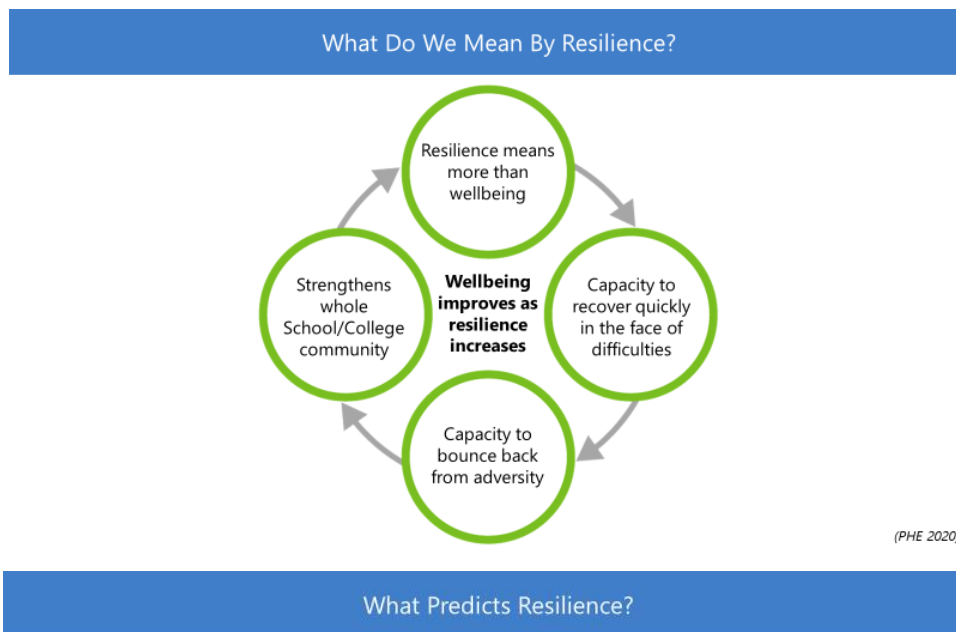 What Do We Mean By Resilience?
Resilience means
more than
wellbeing
Capacity to
recover quickly
in the face of
difficulties
Capacity to
bounce back
from adversity
Strengthens
whole
School/College
community
Wellbeing
improves as
resilience
increases
(PHE 2020)
What Predicts Resilience?